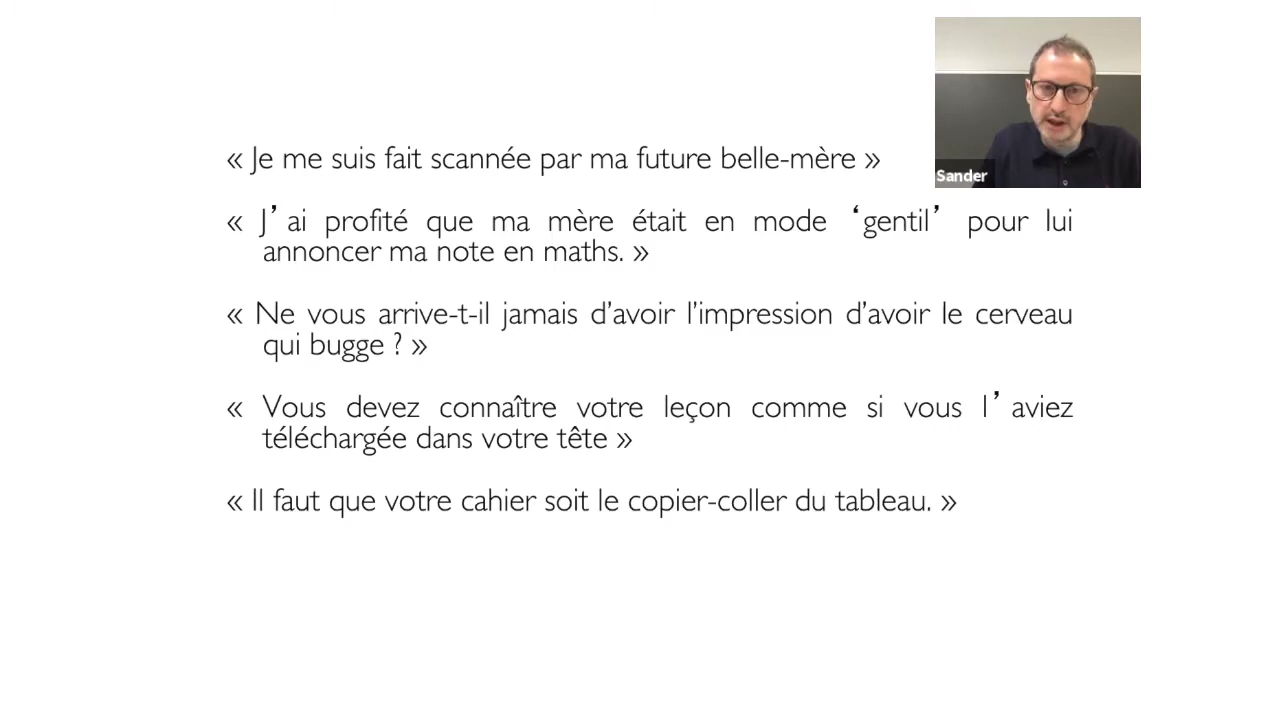 « Je me suis fait scannée par ma future belle-mère »
Sander
« J’ai profité que ma mère était en mode ‘gentil’ pour lui
annoncer ma note en maths. »
« Ne vous arrive-t-il jamais d’avoir l’impression d’avoir le cerveau
qui bugge ? »
« Vous devez connaître votre leçon comme si vous l’aviez
téléchargée dans votre tête »
« Il faut que votre cahier soit le copier-coller du tableau. »